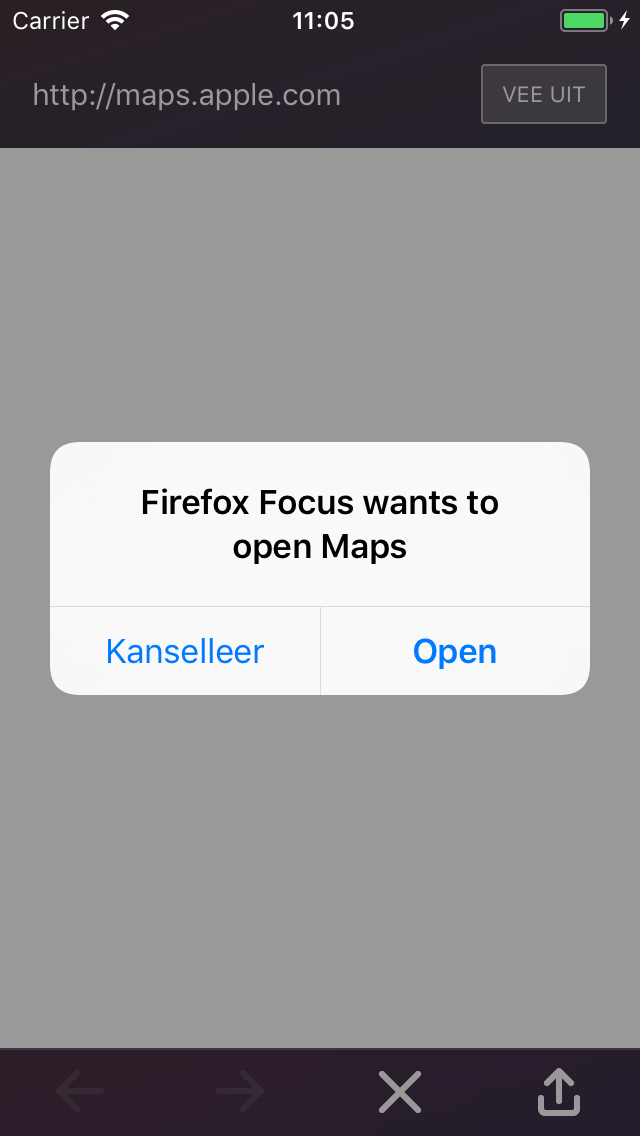 Carrier 11:05
http://maps.apple.com VEE UIT
Firefox Focus wants to
open Maps
Kanselleer Open